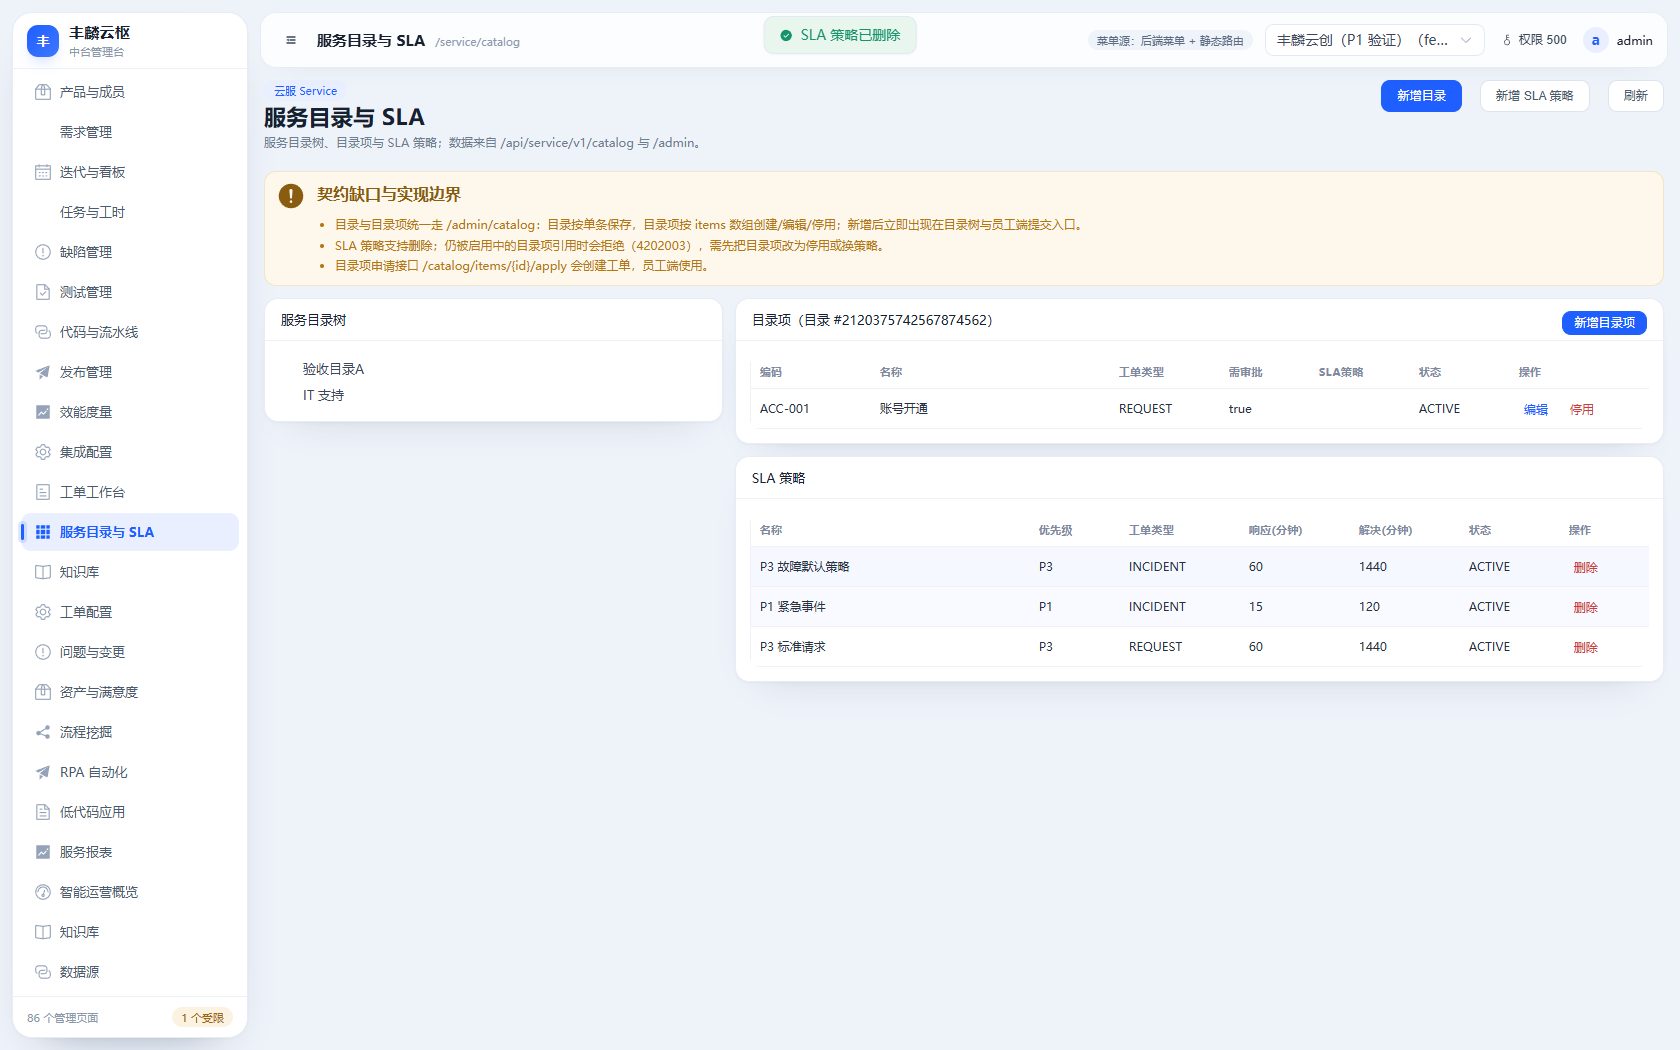 丰
丰麟云枢
中台管理台
产品与成员
需求管理
迭代与看板
任务与工时
缺陷管理
测试管理
代码与流水线
发布管理
效能度量
集成配置
工单工作台
服务目录与 SLA
知识库
工单配置
问题与变更
资产与满意度
流程挖掘
RPA 自动化
低代码应用
服务报表
智能运营概览
知识库
数据源
86 个管理页面
1 个受限
服务目录与 SLA /service/catalog
SLA 策略已删除
菜单源：后端菜单 + 静态路由
丰麟云创（P1 验证）（fe...
权限 500
a
admin
云服 Service
服务目录与 SLA
服务目录树、目录项与 SLA 策略；数据来自 /api/service/v1/catalog 与 /admin。
新增目录
新增 SLA 策略
刷新
契约缺口与实现边界
• 目录与目录项统一走 /admin/catalog：目录按单条保存，目录项按 items 数组创建/编辑/停用；新增后立即出现在目录树与员工端提交入口。
• SLA 策略支持删除；仍被启用中的目录项引用时会拒绝（4202003），需先把目录项改为停用或换策略。
• 目录项申请接口 /catalog/items/{id}/apply 会创建工单，员工端使用。
服务目录树
验收目录A
IT 支持
目录项（目录 #2120375742567874562）
新增目录项
编码 名称 工单类型 需审批 SLA策略 状态 操作
ACC-001 账号开通 REQUEST true ACTIVE 编辑 停用
SLA 策略
名称 优先级 工单类型 响应(分钟) 解决(分钟) 状态 操作
P3 故障默认策略 P3 INCIDENT 60 1440 ACTIVE 删除
P1 紧急事件 P1 INCIDENT 15 120 ACTIVE 删除
P3 标准请求 P3 REQUEST 60 1440 ACTIVE 删除